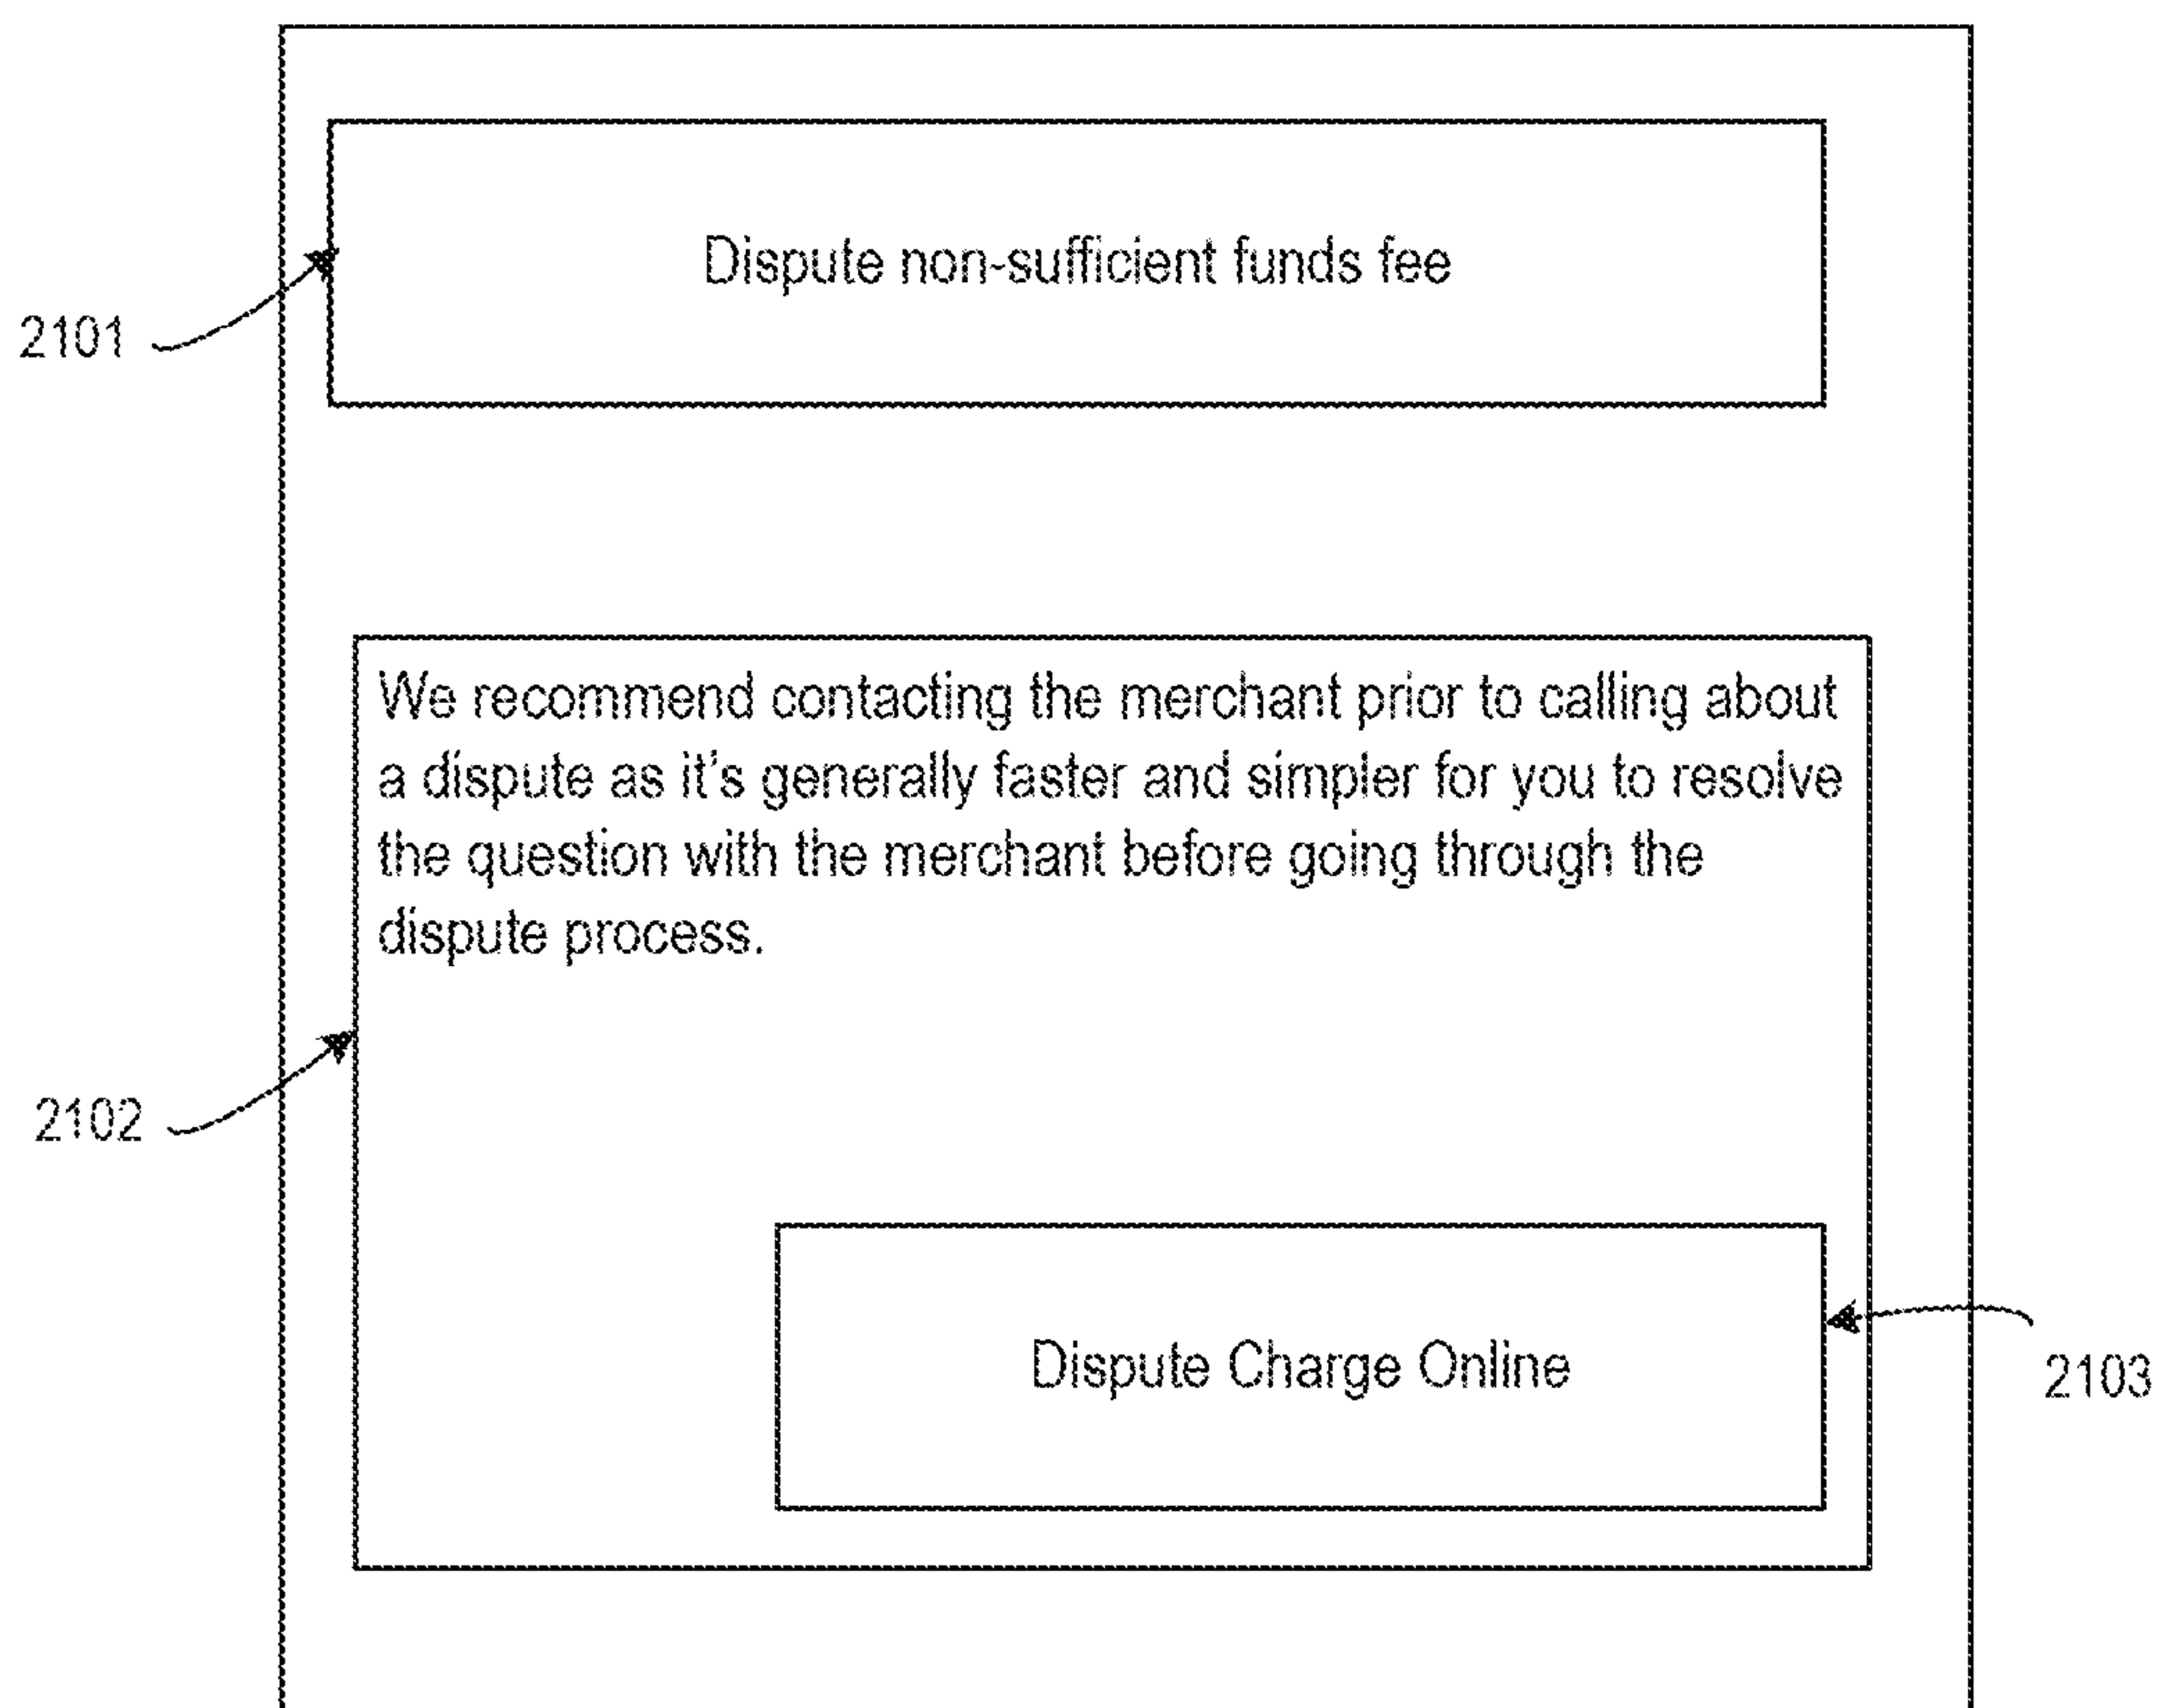 Dispute non-sufficient funds fee
2101
We recommend contacting the merchant prior to calling about
a dispute as it's generally faster and simpler for you to resolve
the question with the merchant before going through the
dispute process.
2102
Dispute Charge Online
2103